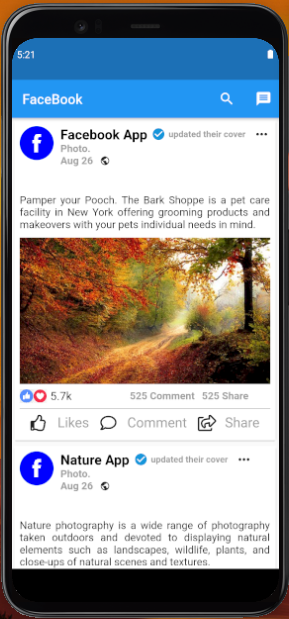 5:21
FaceBook
Facebook App updated their cover
Photo.
Aug 26
Pamper your Pooch. The Bark Shoppe is a pet care
facility in New York offering grooming products and
makeovers with your pets individual needs in mind.
5.7k 525 Comment 525 Share
Likes Comment Share
Nature App updated their cover
Photo.
Aug 26
Nature photography is a wide range of photography
taken outdoors and devoted to displaying natural
elements such as landscapes, wildlife, plants, and
close-ups of natural scenes and textures.